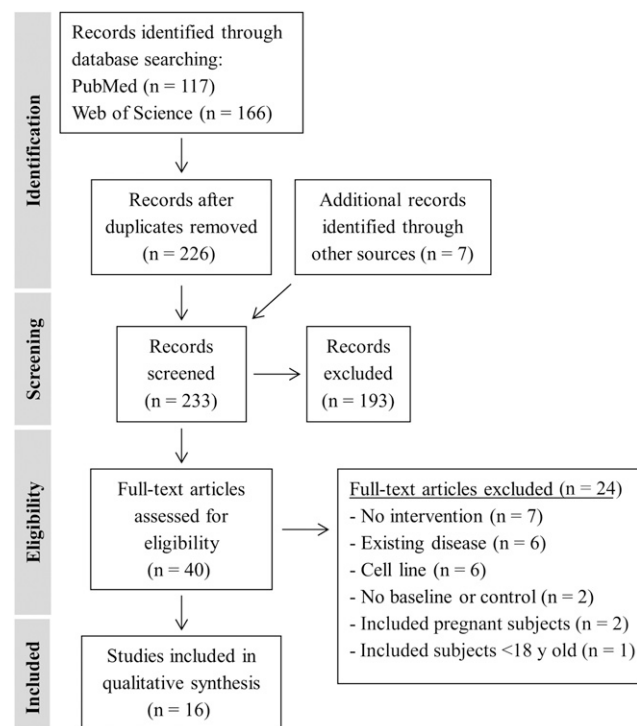 Identification
Records identified through
database searching:
PubMed (n = 117)
Web of Science (n = 166)
Records after
duplicates removed
(n = 226)
Additional records
identified through
other sources (n = 7)
Screening
Records
screened
(n = 233)
Records
excluded
(n = 193)
Eligibility
Full-text articles
assessed for
eligibility
(n = 40)
Full-text articles excluded (n = 24)
- No intervention (n = 7)
- Existing disease (n = 6)
- Cell line (n = 6)
- No baseline or control (n = 2)
- Included pregnant subjects (n = 2)
- Included subjects <18 y old (n = 1)
Included
Studies included in
qualitative synthesis
(n = 16)